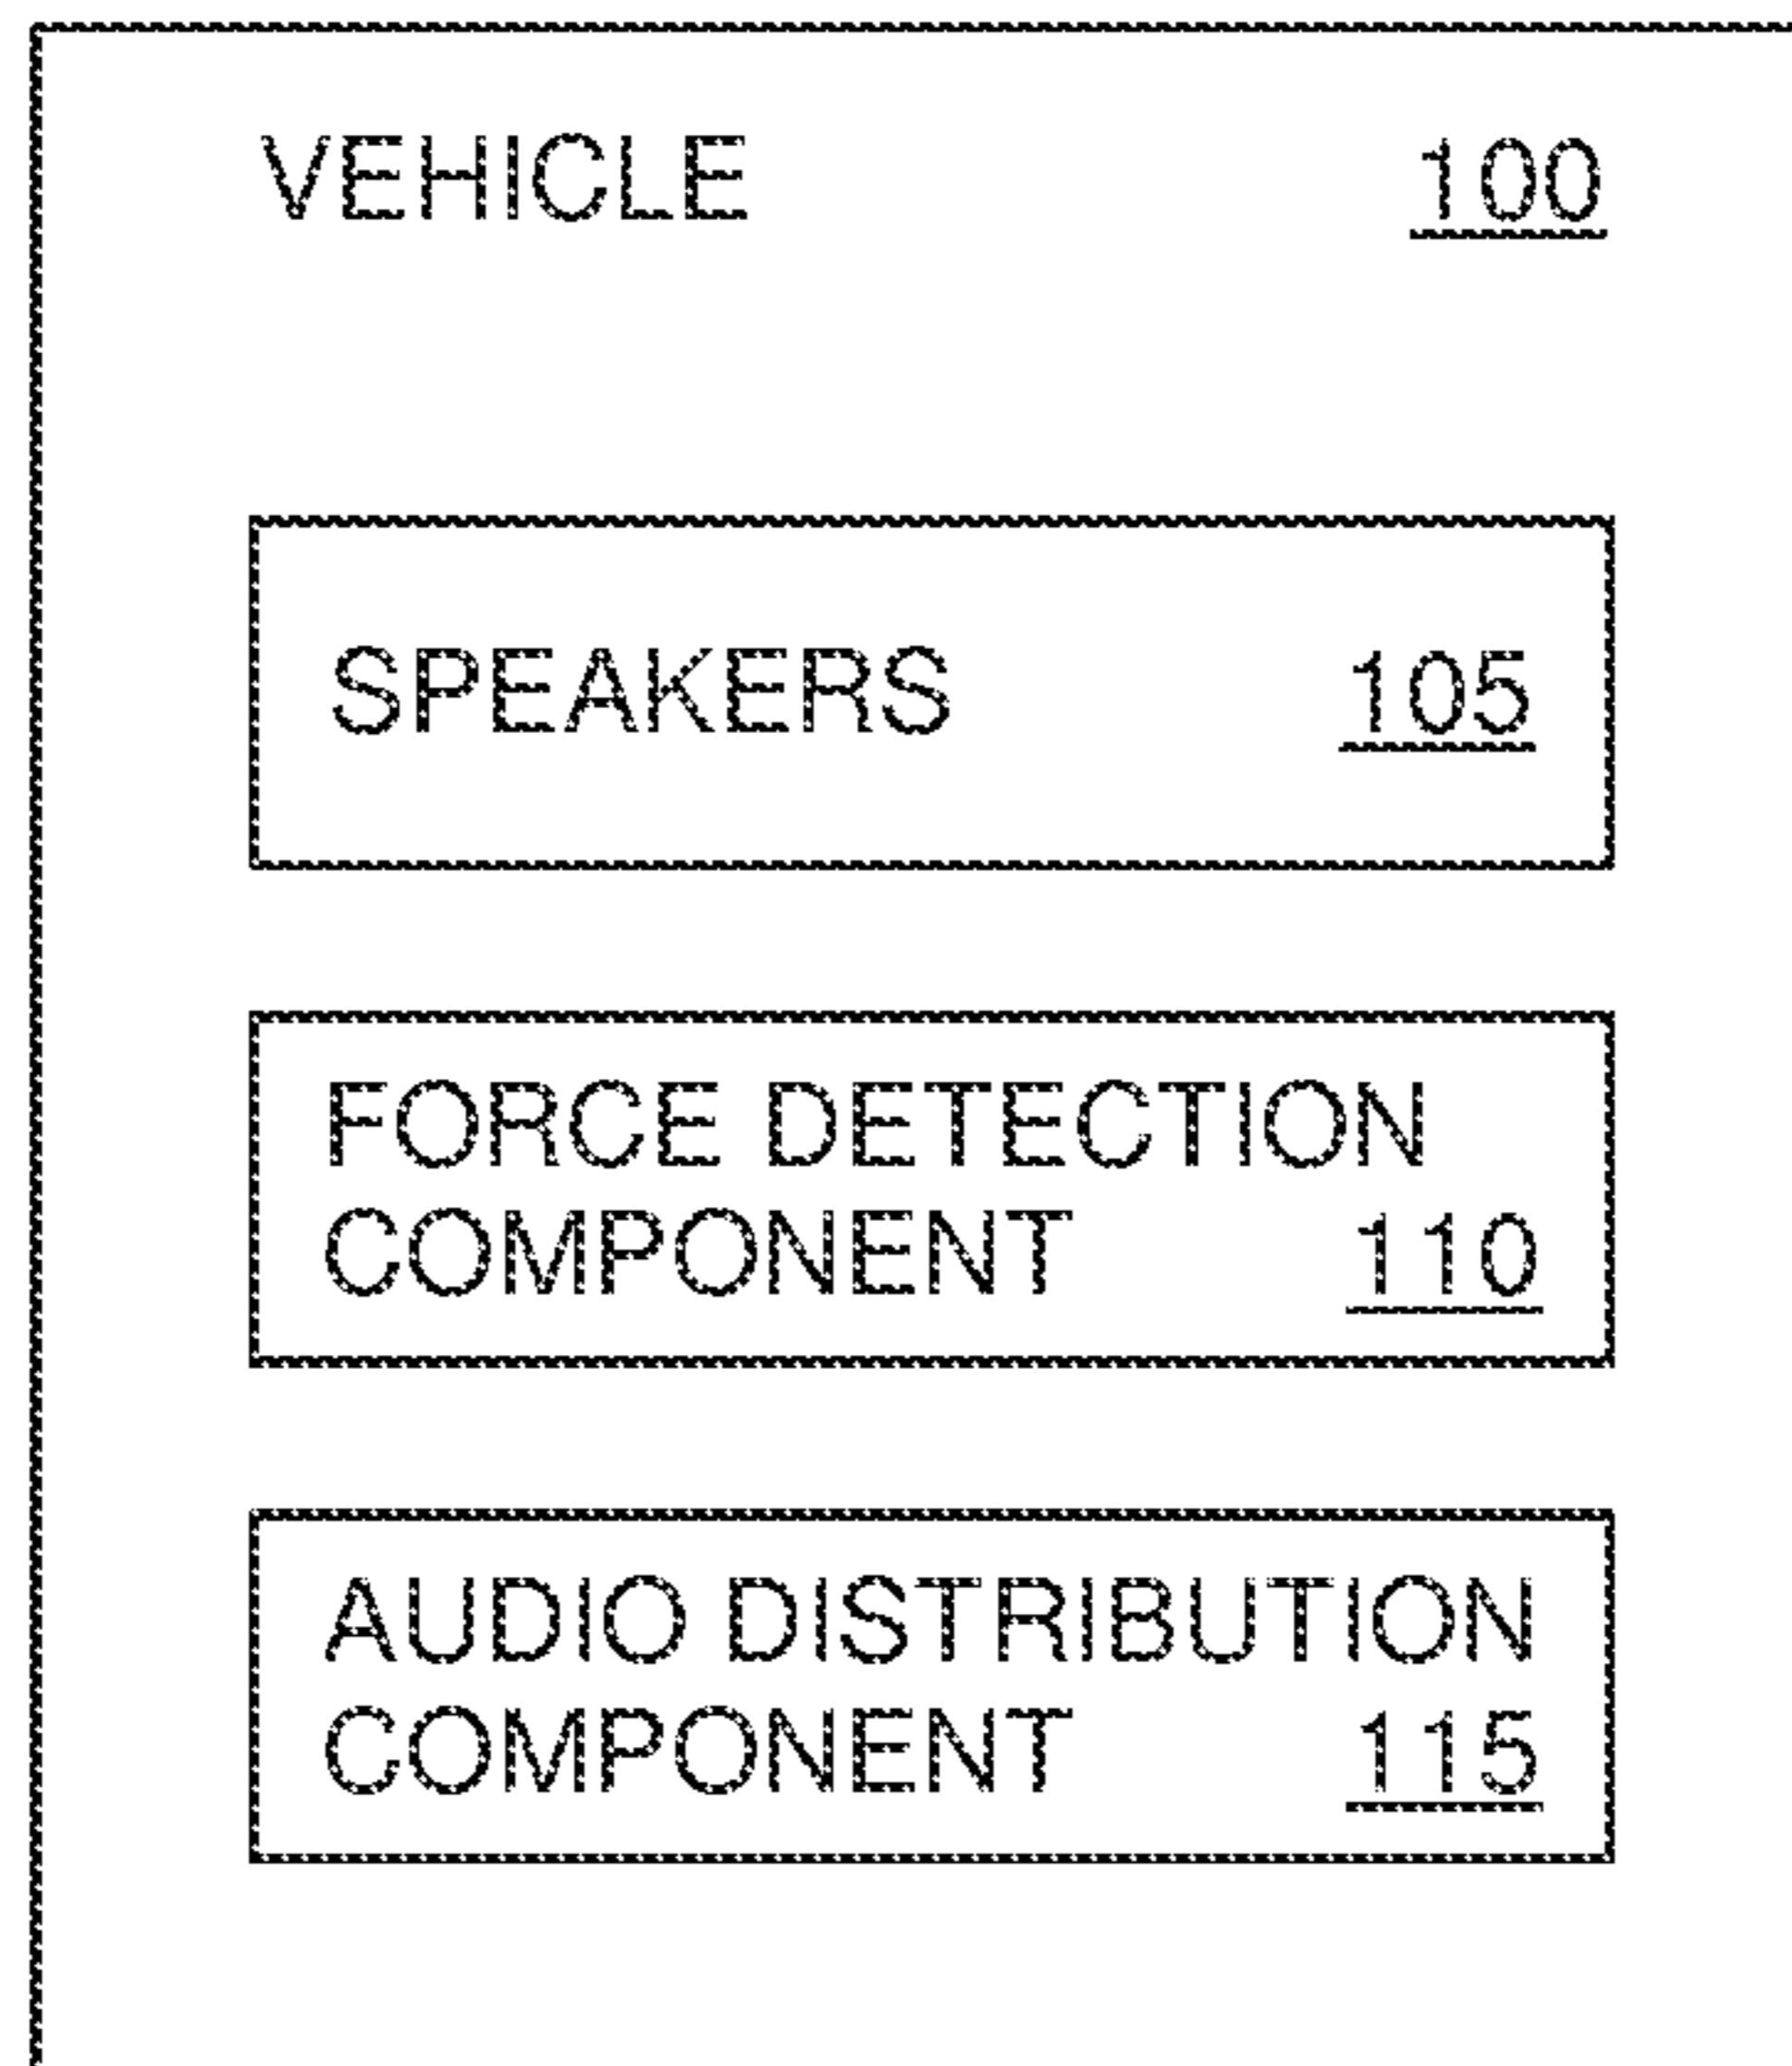 VEHICLE 100
SPEAKERS 105
FORCE DETECTION
COMPONENT 110
AUDIO DISTRIBUTION
COMPONENT 115